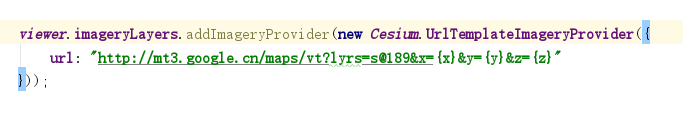 viewer.imageryLayers.addImageryProvider(new Cesium.UrlTemplateImageryProvider({
url: "http://mt3.google.cn/maps/vt?lyrs=s@189&x={x}&y={y}&z={z}"
}));